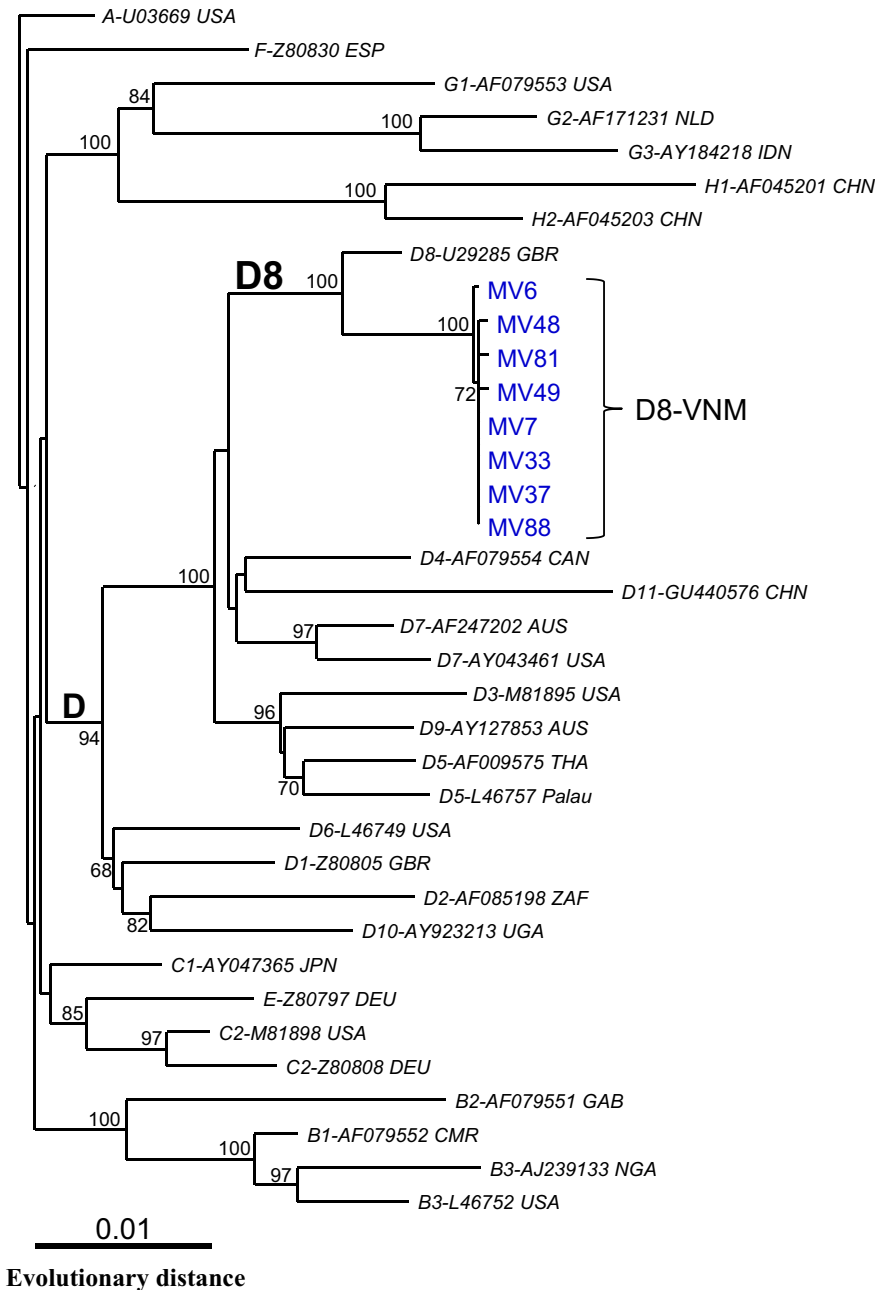 A-U03669 USA
F-Z80830 ESP
G1-AF079553 USA
84
G2-AF171231 NLD
100
100
G3-AY184218 IDN
H1-AF045201 CHN
100
H2-AF045203 CHN
D8-U29285 GBR
D8
100
MV6
MV48
100
MV81
MV49
72
D8-VNM
MV7
MV33
MV37
MV88
D4-AF079554 CAN
100
D11-GU440576 CHN
D7-AF247202 AUS
97
D7-AY043461 USA
D3-M81895 USA
D
96
D9-AY127853 AUS
94
D5-AF009575 THA
70
D5-L46757 Palau
D6-L46749 USA
68
D1-Z80805 GBR
D2-AF085198 ZAF
82
D10-AY923213 UGA
C1-AY047365 JPN
E-Z80797 DEU
85
C2-M81898 USA
97
C2-Z80808 DEU
B2-AF079551 GAB
100
B1-AF079552 CMR
100
B3-AJ239133 NGA
97
B3-L46752 USA
0.01
Evolutionary distance